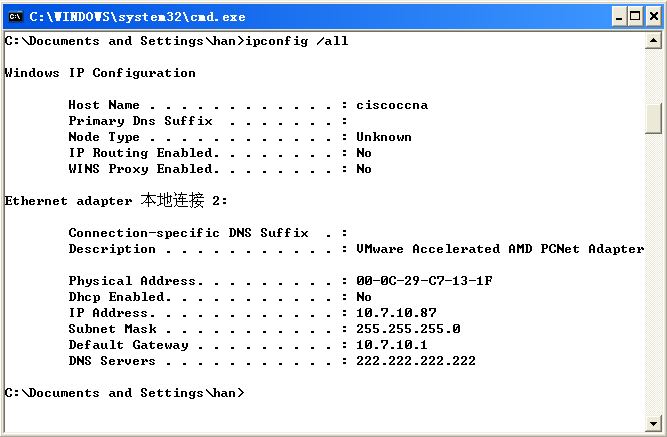 C:\WINDOWS\system32\cmd.exe
C:\Documents and Settings\han>ipconfig /all
Windows IP Configuration
Host Name . . . . . . . . . . . . : ciscoccna
Primary Dns Suffix  . . . . . . . :
Node Type . . . . . . . . . . . . : Unknown
IP Routing Enabled. . . . . . . . : No
WINS Proxy Enabled. . . . . . . . : No
Ethernet adapter 本地连接 2:
Connection-specific DNS Suffix  . :
Description . . . . . . . . . . . : VMware Accelerated AMD PCNet Adapter
Physical Address. . . . . . . . . : 00-0C-29-C7-13-1F
Dhcp Enabled. . . . . . . . . . . : No
IP Address. . . . . . . . . . . . : 10.7.10.87
Subnet Mask . . . . . . . . . . . : 255.255.255.0
Default Gateway . . . . . . . . . : 10.7.10.1
DNS Servers . . . . . . . . . . . : 222.222.222.222
C:\Documents and Settings\han>